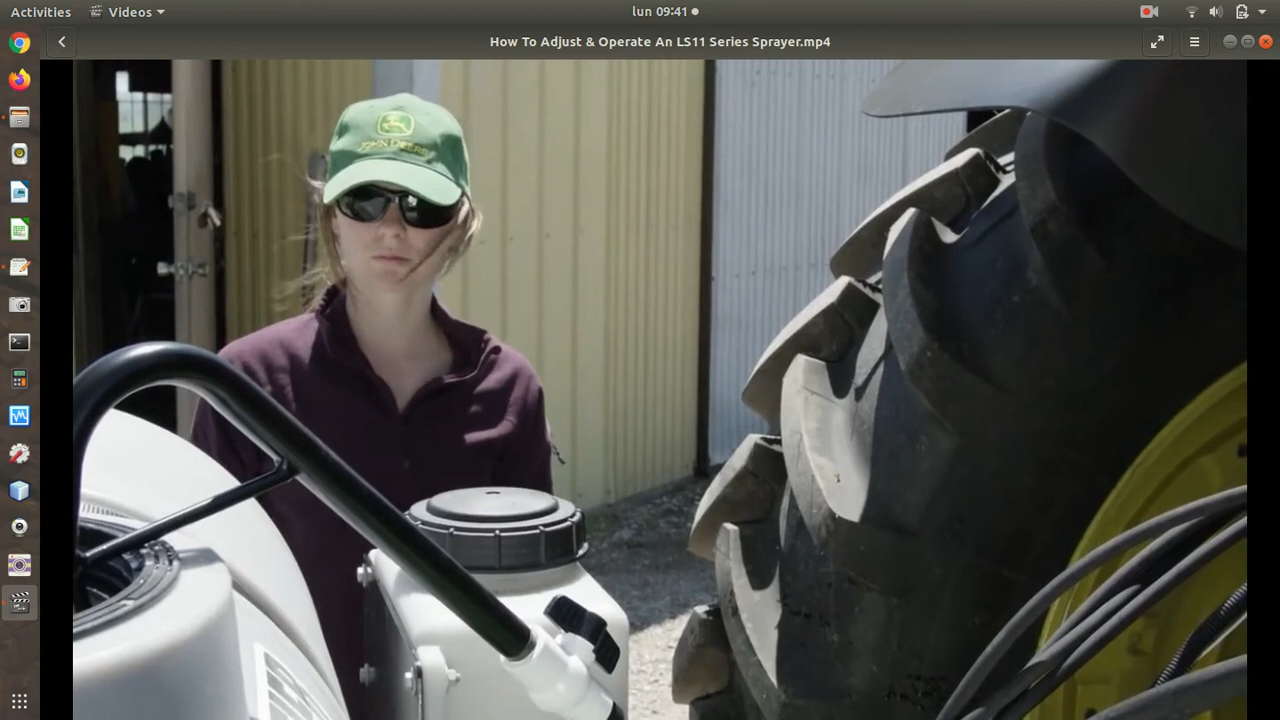 Activities
Videos
lun 09:41
How To Adjust & Operate An LS11 Series Sprayer.mp4
JOHN DEERE